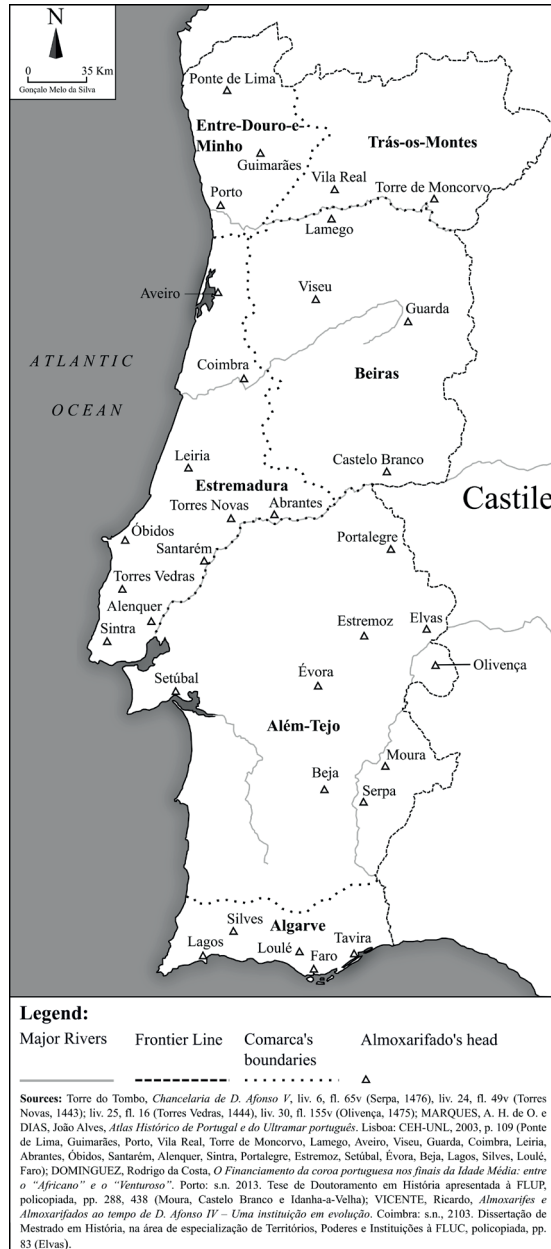 N
0 35 Km
Gonçalo Melo da Silva
Ponte de Lima
Entre-Douro-e-
Minho
Guimarães
Trás-os-Montes
Vila Real
Torre de Moncorvo
Porto
Lamego
Aveiro
Viseu
Guarda
ATLANTIC
OCEAN
Coimbra
Beiras
Leiria
Castelo Branco
Estremadura
Torres Novas
Abrantes
Castile
Óbidos
Portalegre
Santarém
Torres Vedras
Alenquer
Sintra
Estremoz
Elvas
Olivença
Setúbal
Évora
Além-Tejo
Moura
Beja
Serpa
Silves
Algarve
Lagos
Loulé
Tavira
Faro
Legend:
Major Rivers
Frontier Line
Comarca's
boundaries
Almoxarifado's head
Sources: Torre do Tombo, Chancelaria de D. Afonso V, liv. 6, fl. 65v (Serpa, 1476), liv. 24, fl. 49v (Torres
Novas, 1443); liv. 25, fl. 16 (Torres Vedras, 1444), liv. 30, fl. 155v (Olivença, 1475); MARQUES, A. H. de O. e
DIAS, João Alves, Atlas Histórico de Portugal e do Ultramar português. Lisboa: CEH-UNL, 2003, p. 109 (Ponte
de Lima, Guimarães, Porto, Vila Real, Torre de Moncorvo, Lamego, Aveiro, Viseu, Guarda, Coimbra, Leiria,
Abrantes, Óbidos, Santarém, Alenquer, Sintra, Portalegre, Estremoz, Setúbal, Évora, Beja, Lagos, Silves, Loulé,
Faro); DOMINGUEZ, Rodrigo da Costa, O Financiamento da coroa portuguesa nos finais da Idade Média: entre
o "Africano" e o "Venturoso". Porto: s.n. 2013. Tese de Doutoramento em História apresentada à FLUP,
policopiada, pp. 288, 438 (Moura, Castelo Branco e Idanha-a-Velha); VICENTE, Ricardo, Almoxarifes e
Almoxarifados ao tempo de D. Afonso IV – Uma instituição em evolução. Coimbra: s.n., 2103. Dissertação de
Mestrado em História, na área de especialização de Territórios, Poderes e Instituições à FLUC, policopiada, pp.
83 (Elvas).